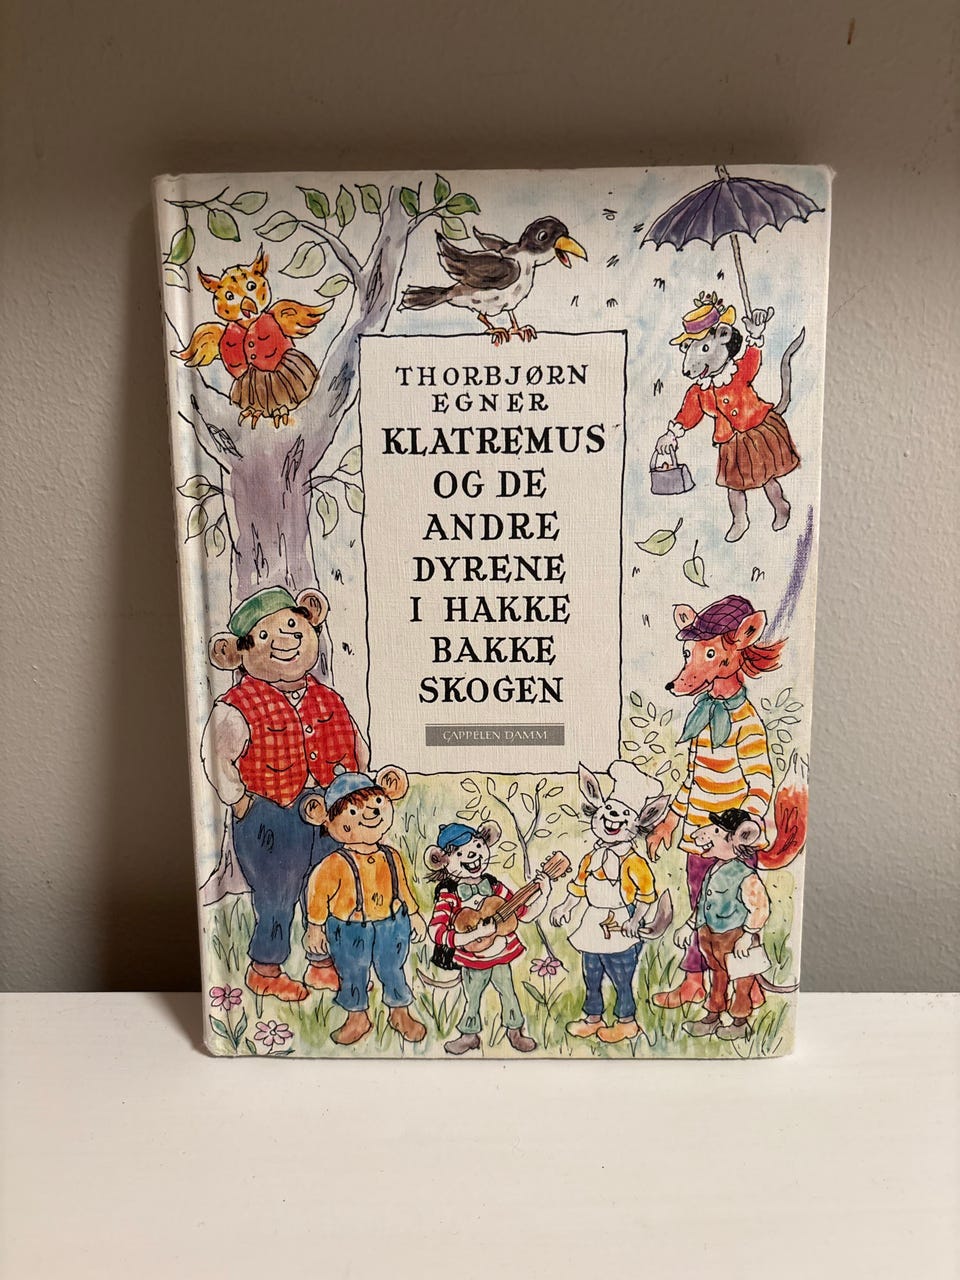 THORBJØRN
EGNER
KLATREMUS
OG DE
ANDRE
DYRENE
I HAKKE
BAKKE
SKOGEN
CAPPELEN DAMM